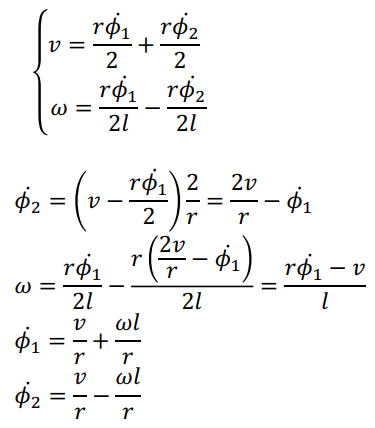 v = rφ̇₁/2 + rφ̇₂/2
ω = rφ̇₁/2l − rφ̇₂/2l
φ̇₂ = (v − rφ̇₁/2) 2/r = 2v/r − φ̇₁
ω = rφ̇₁/2l − r(2v/r − φ̇₁)/2l = (rφ̇₁ − v)/l
φ̇₁ = v/r + ωl/r
φ̇₂ = v/r − ωl/r